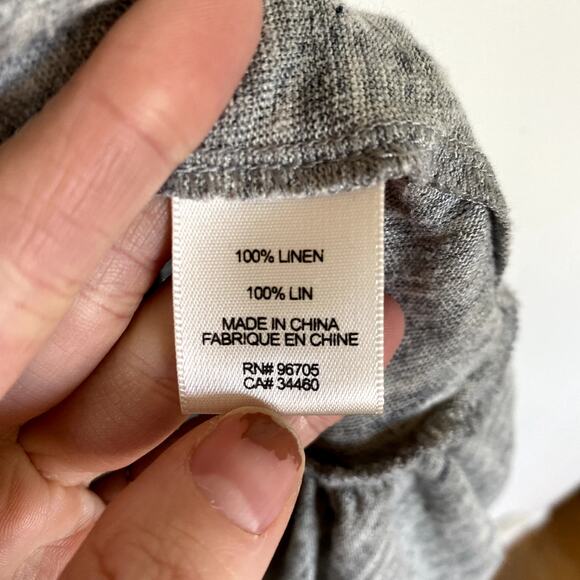 100% LINEN
100% LIN
MADE IN CHINA
FABRIQUE EN CHINE
RN# 96705
CA# 34460